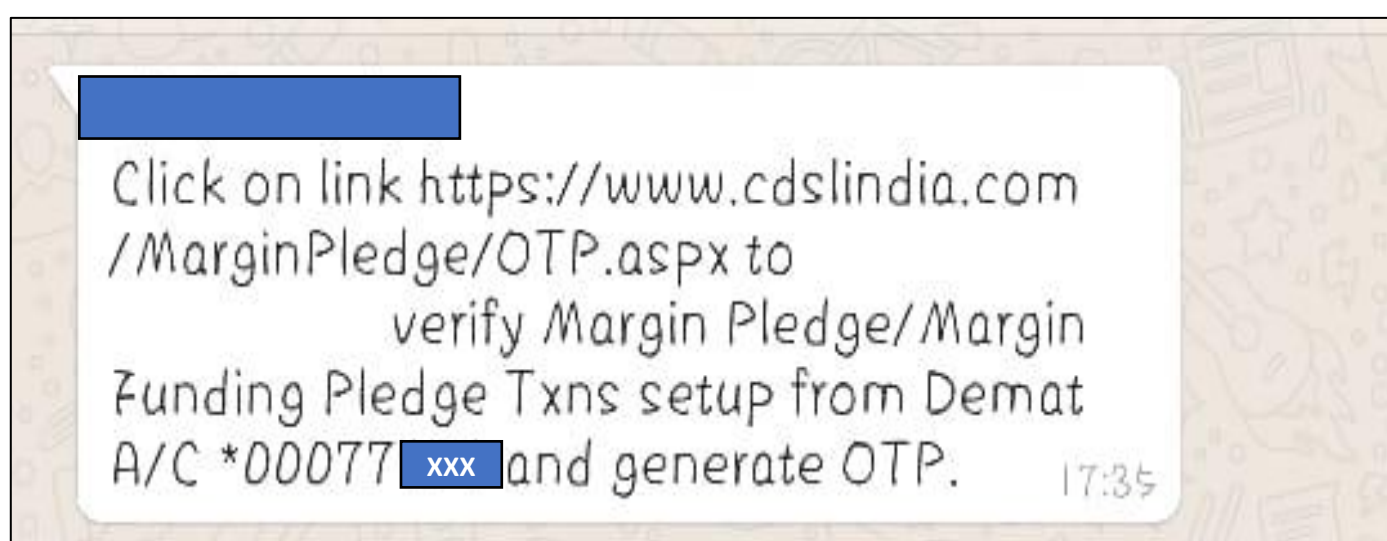 Click on link https://www.cdslindia.com
/MarginPledge/OTP.aspx to
verify Margin Pledge/Margin
Funding Pledge Txns setup from Demat
A/C *00077 xxx and generate OTP.
17:35